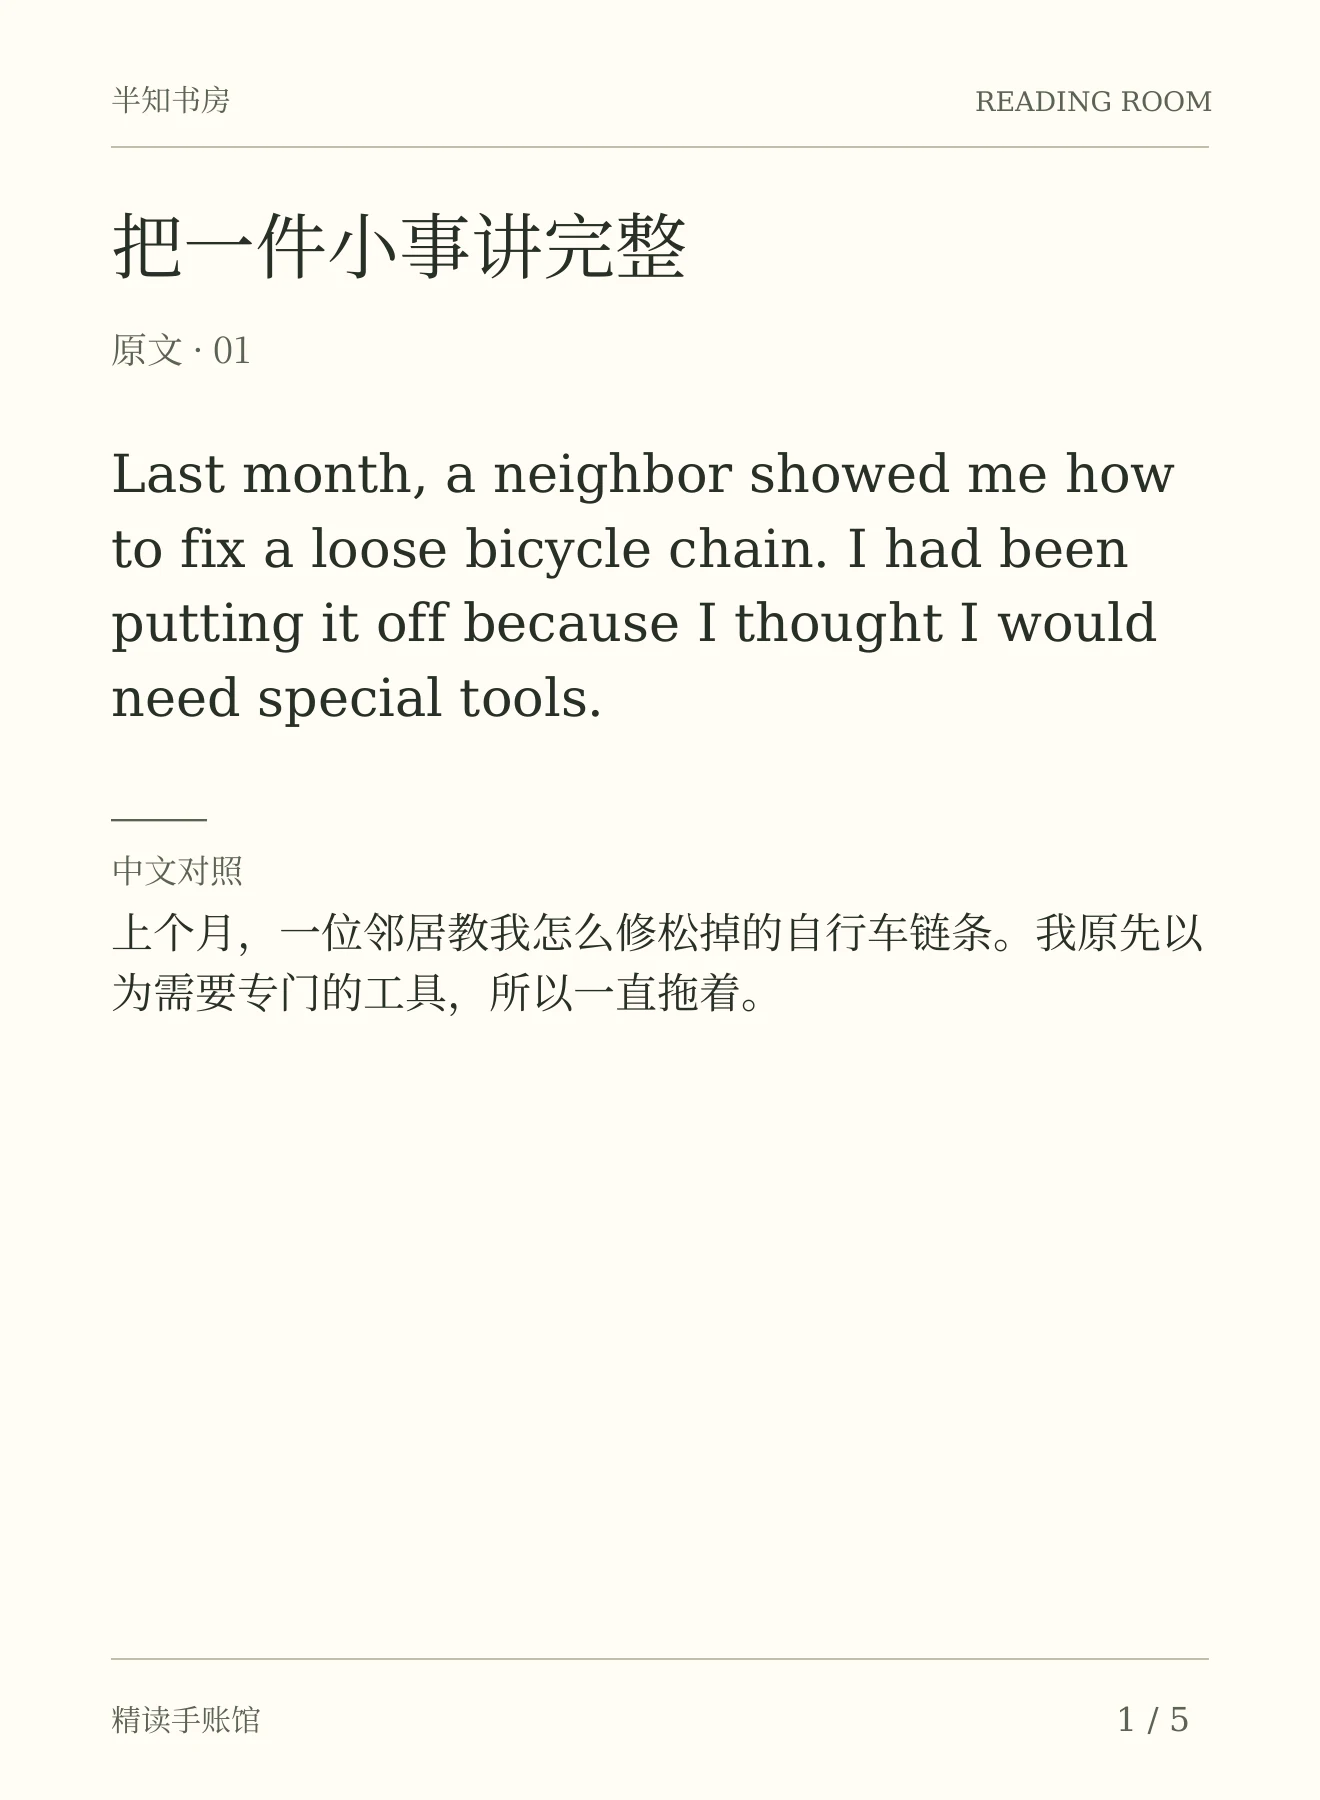 半知书房
READING ROOM
把一件小事讲完整
原文 · 01
Last month, a neighbor showed me how
to fix a loose bicycle chain. I had been
putting it off because I thought I would
need special tools.
中文对照
上个月，一位邻居教我怎么修松掉的自行车链条。我原先以
为需要专门的工具，所以一直拖着。
精读手账馆
1 / 5